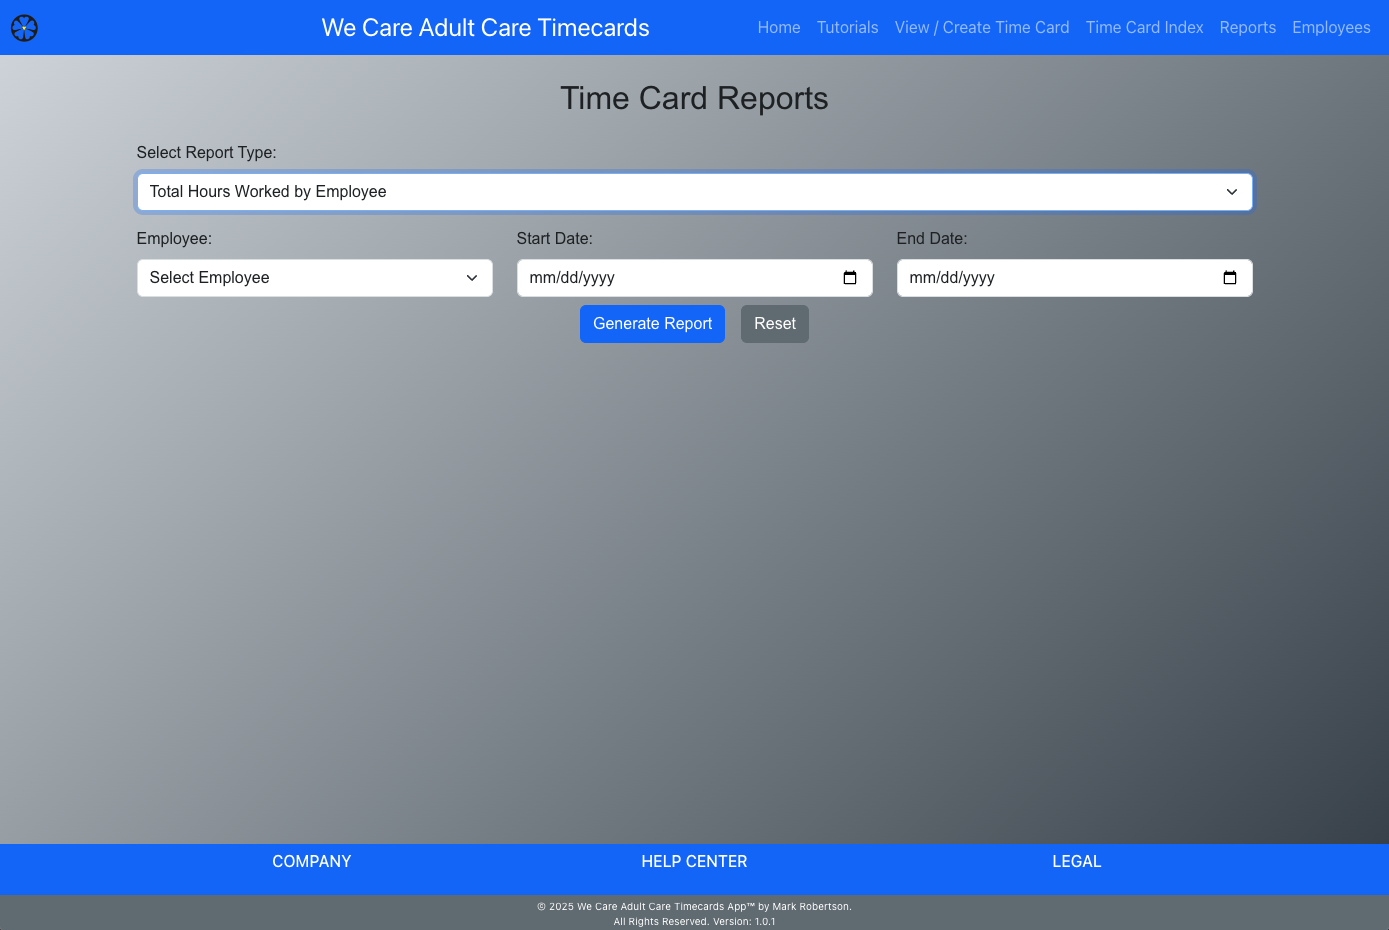 We Care Adult Care Timecards
Home Tutorials View / Create Time Card Time Card Index Reports Employees
Time Card Reports
Select Report Type:
Total Hours Worked by Employee
Employee: Start Date: End Date:
Select Employee mm/dd/yyyy mm/dd/yyyy
Generate Report Reset
COMPANY HELP CENTER LEGAL
© 2025 We Care Adult Care Timecards App™ by Mark Robertson.
All Rights Reserved. Version: 1.0.1